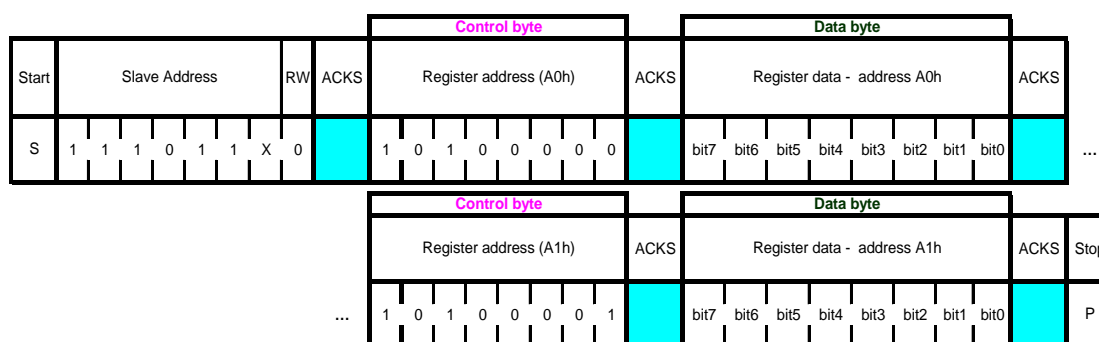 Control byte Data byte
Start Slave Address RW ACKS Register address (A0h) ACKS Register data - address A0h ACKS
S 1 1 1 0 1 1 X 0 1 0 1 0 0 0 0 0 bit7 bit6 bit5 bit4 bit3 bit2 bit1 bit0 ...
Control byte Data byte
Register address (A1h) ACKS Register data - address A1h ACKS Stop
... 1 0 1 0 0 0 0 1 bit7 bit6 bit5 bit4 bit3 bit2 bit1 bit0 P